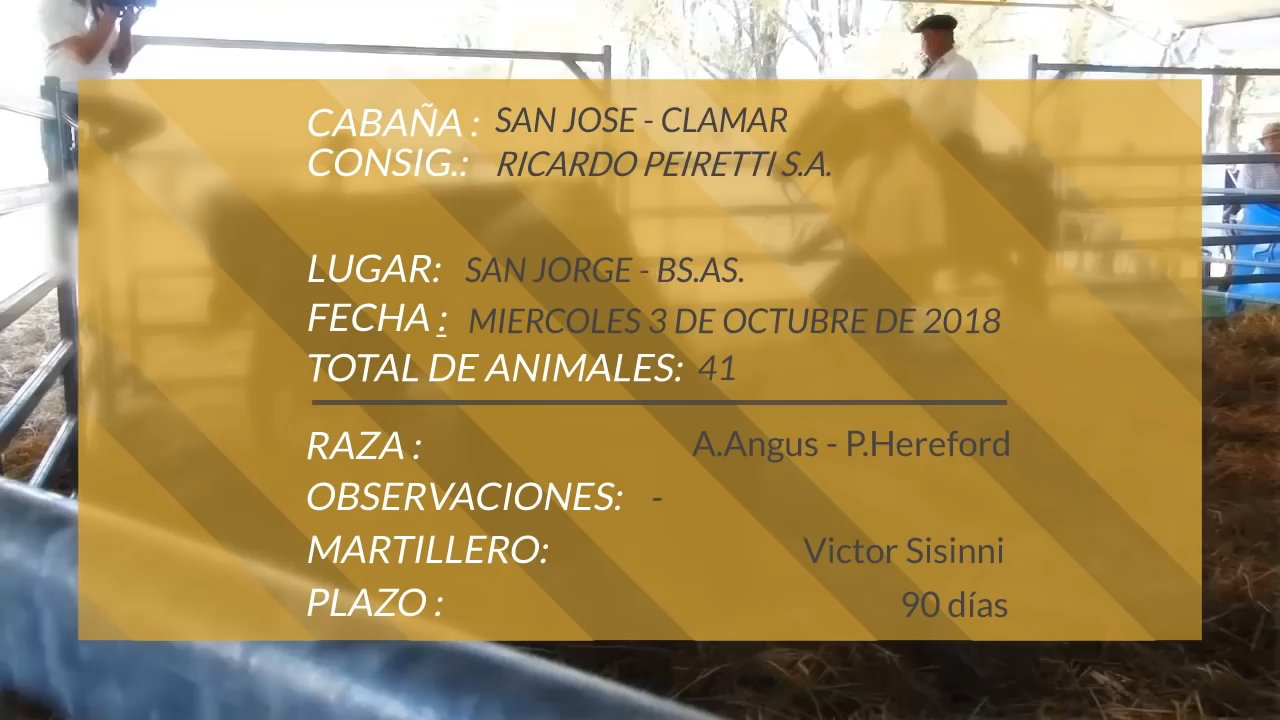 CABAÑA : SAN JOSE - CLAMAR
CONSIG.: RICARDO PEIRETTI S.A.
LUGAR: SAN JORGE - BS.AS.
FECHA : MIERCOLES 3 DE OCTUBRE DE 2018
TOTAL DE ANIMALES: 41
RAZA : A.Angus - P.Hereford
OBSERVACIONES: -
MARTILLERO: Victor Sisinni
PLAZO : 90 días